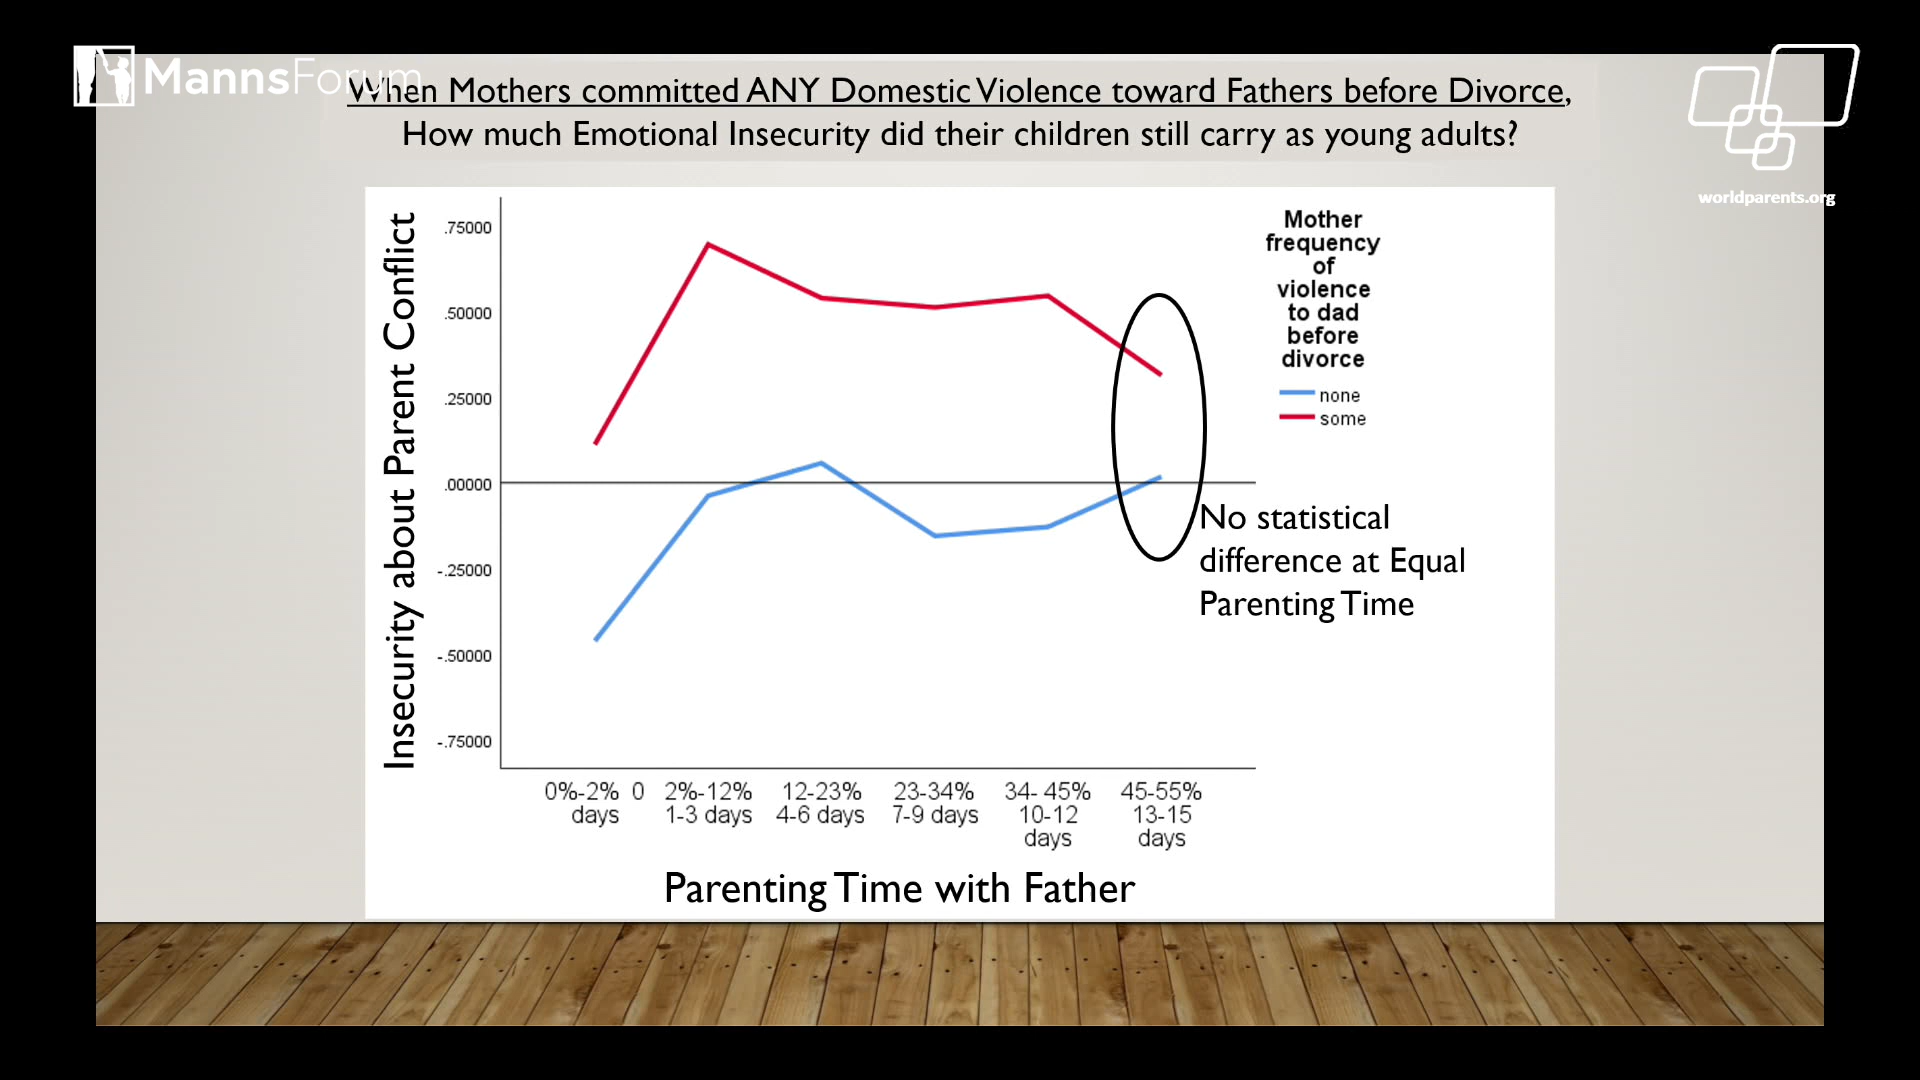 MannsForum
worldparents.org
When Mothers committed ANY Domestic Violence toward Fathers before Divorce,
How much Emotional Insecurity did their children still carry as young adults?
Insecurity about Parent Conflict
.75000
.50000
.25000
.00000
-.25000
-.50000
-.75000
Mother
frequency
of
violence
to dad
before
divorce
none
some
No statistical
difference at Equal
Parenting Time
0%-2% 0
days
2%-12%
1-3 days
12-23%
4-6 days
23-34%
7-9 days
34- 45%
10-12
days
45-55%
13-15
days
Parenting Time with Father